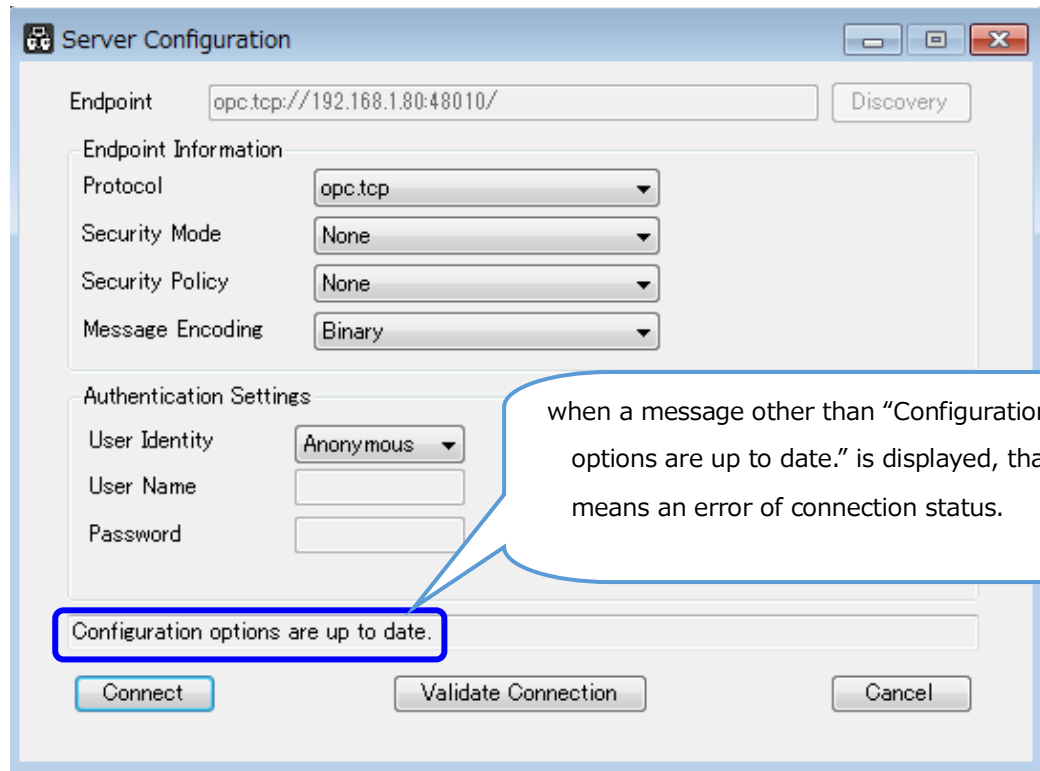 Server Configuration
Endpoint opc.tcp://192.168.1.80:48010/ Discovery
Endpoint Information
Protocol opc.tcp
Security Mode None
Security Policy None
Message Encoding Binary
Authentication Settings
User Identity Anonymous
User Name
Password
when a message other than “Configuration
options are up to date.” is displayed, tha
means an error of connection status.
Configuration options are up to date.
Connect Validate Connection Cancel